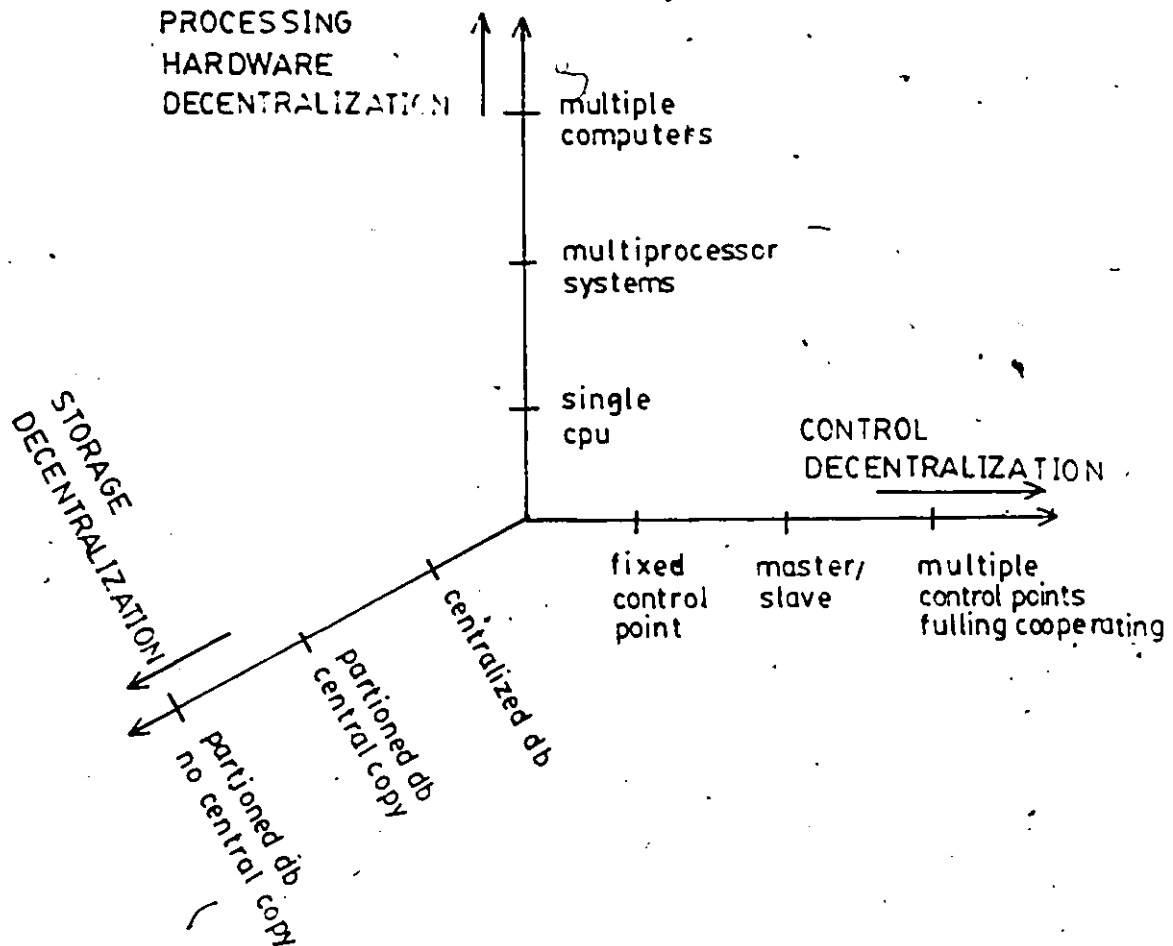 PROCESSING
HARDWARE
DECENTRALIZATION
multiple
computers
multiprocessor
systems
single
cpu
CONTROL
DECENTRALIZATION
fixed
control
point
master/
slave
multiple
control points
fulling cooperating
STORAGE
DECENTRALIZATION
centralized db
partioned db
central copy
partioned db
no central copy